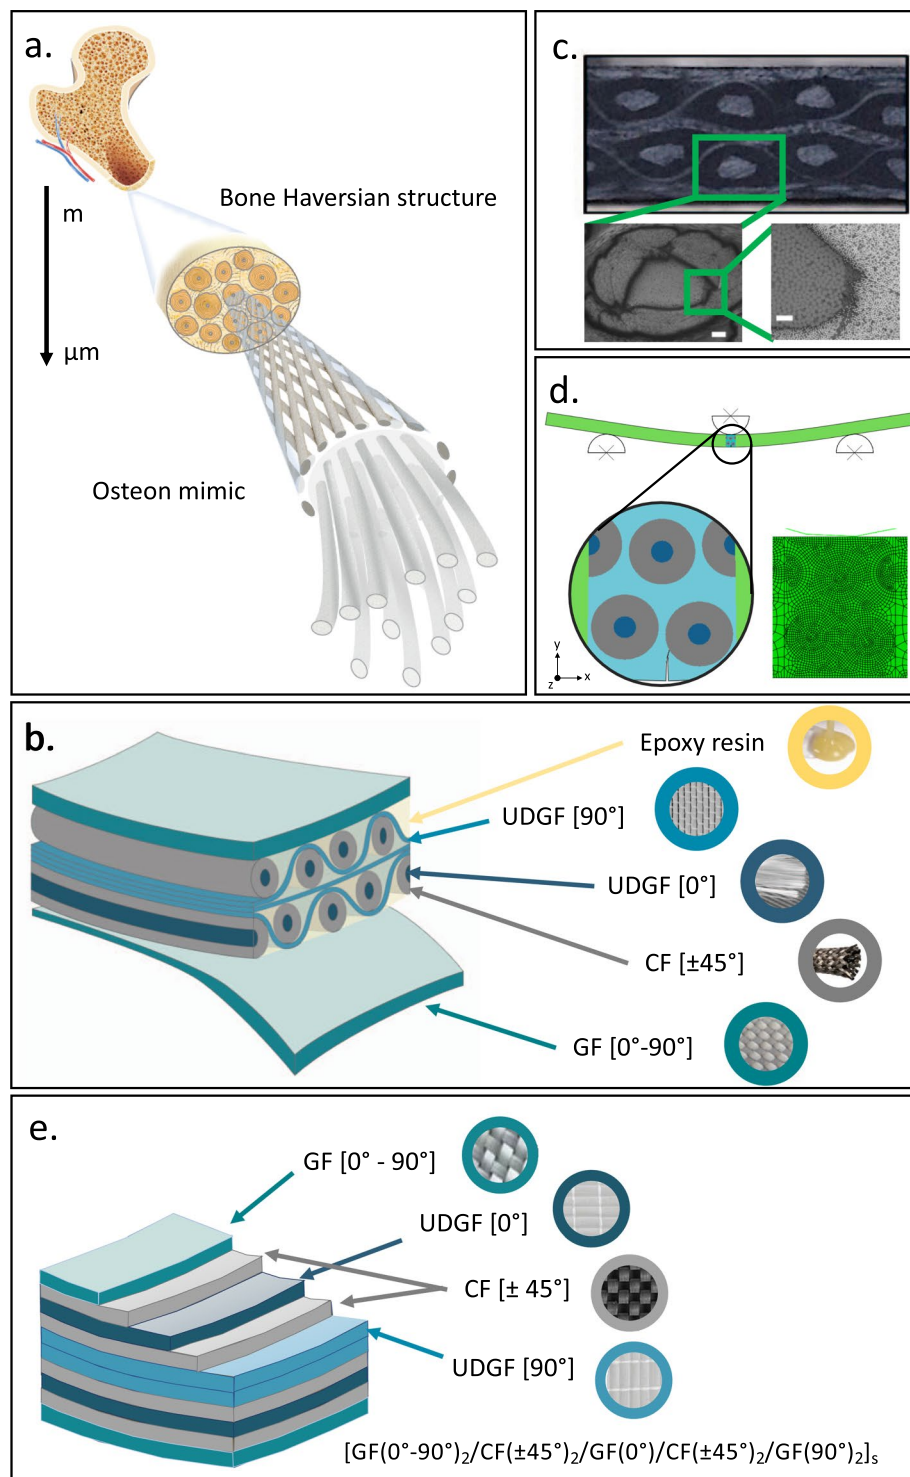 a.
Bone Haversian structure
m
μm
Osteon mimic
c.
d.
y
z
x
b.
Epoxy resin
UDGF [90°]
UDGF [0°]
CF [±45°]
GF [0°-90°]
e.
GF [0° - 90°]
UDGF [0°]
CF [± 45°]
UDGF [90°]
[GF(0°-90°)₂/CF(±45°)₂/GF(0°)/CF(±45°)₂/GF(90°)₂]ₛ